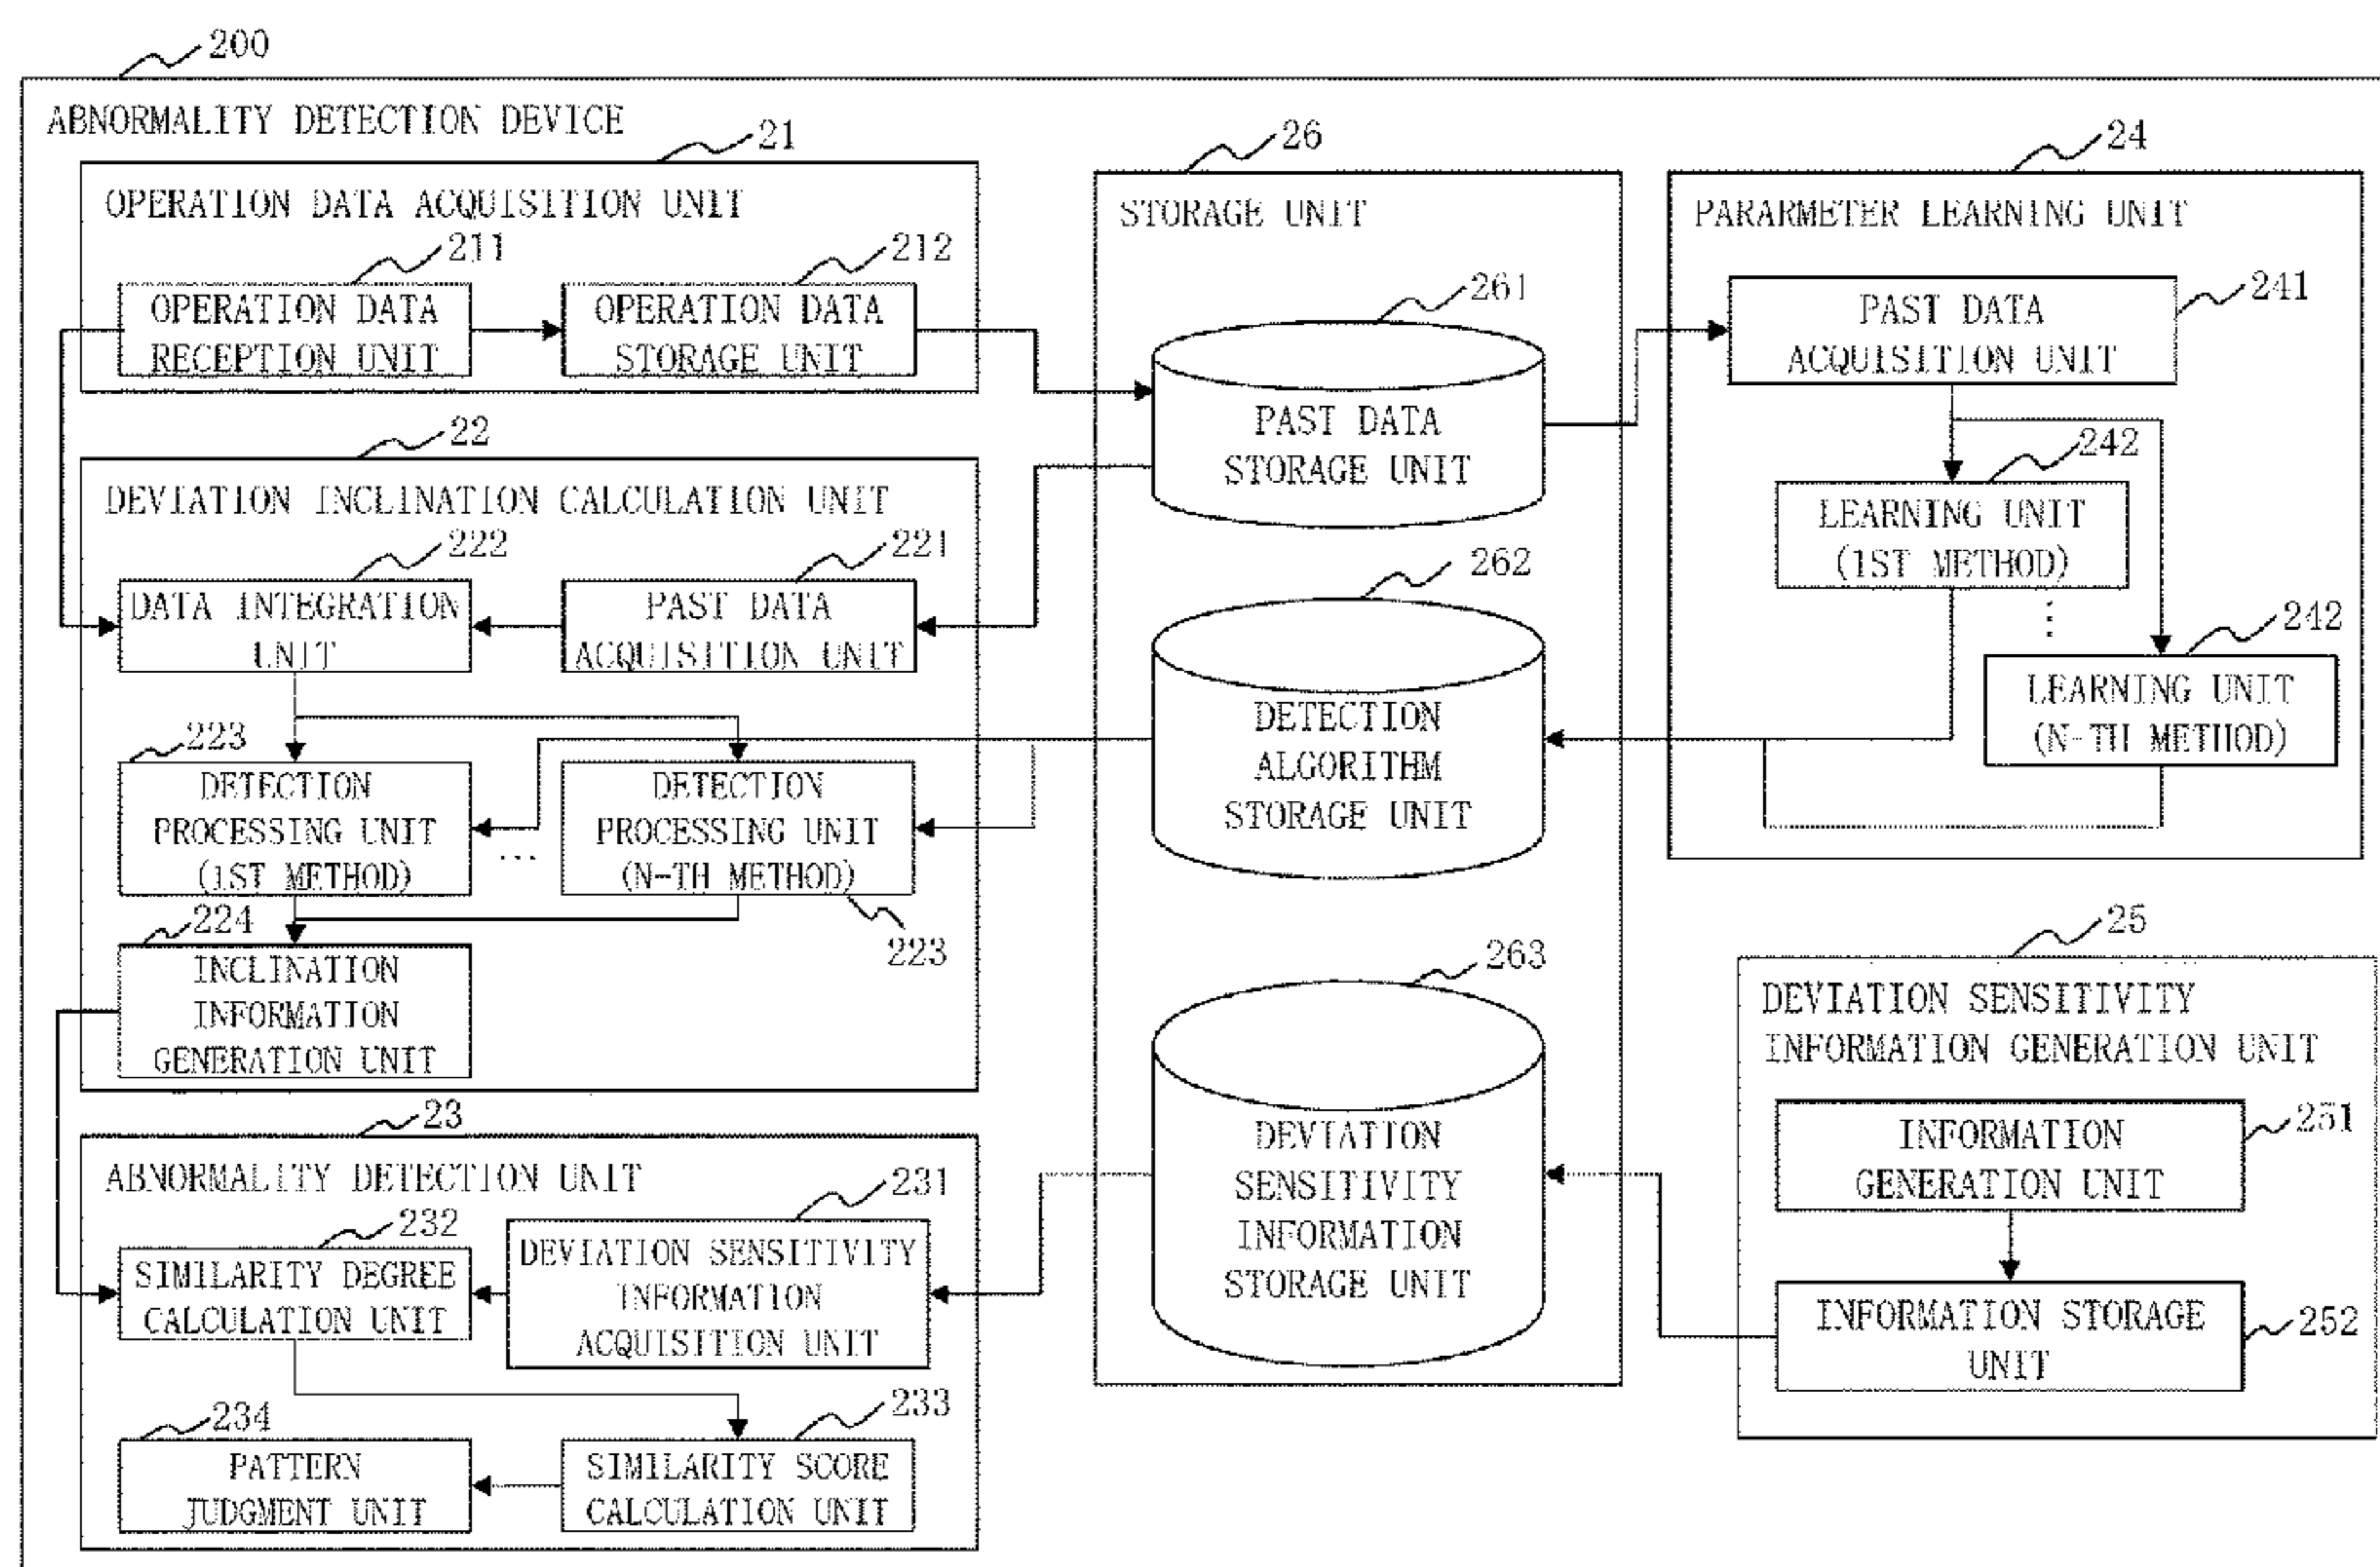 200
ABNORMALITY DETECTION DEVICE
21
OPERATION DATA ACQUISITION UNIT
211
OPERATION DATA
RECEPTION UNIT
212
OPERATION DATA
STORAGE UNIT
22
DEVIATION INCLINATION CALCULATION UNIT
222
DATA INTEGRATION
UNIT
221
PAST DATA
ACQUISITION UNIT
223
DETECTION
PROCESSING UNIT
(1ST METHOD)
...
DETECTION
PROCESSING UNIT
(N-TH METHOD)
223
224
INCLINATION
INFORMATION
GENERATION UNIT
23
ABNORMALITY DETECTION UNIT
232
SIMILARITY DEGREE
CALCULATION UNIT
231
DEVIATION SENSITIVITY
INFORMATION
ACQUISITION UNIT
234
PATTERN
JUDGMENT UNIT
233
SIMILARITY SCORE
CALCULATION UNIT
26
STORAGE UNIT
261
PAST DATA
STORAGE UNIT
262
DETECTION
ALGORITHM
STORAGE UNIT
263
DEVIATION
SENSITIVITY
INFORMATION
STORAGE UNIT
24
PARARMETER LEARNING UNIT
241
PAST DATA
ACQUISITION UNIT
242
LEARNING UNIT
(1ST METHOD)
⋮
242
LEARNING UNIT
(N-TH METHOD)
25
DEVIATION SENSITIVITY
INFORMATION GENERATION UNIT
251
INFORMATION
GENERATION UNIT
252
INFORMATION STORAGE
UNIT